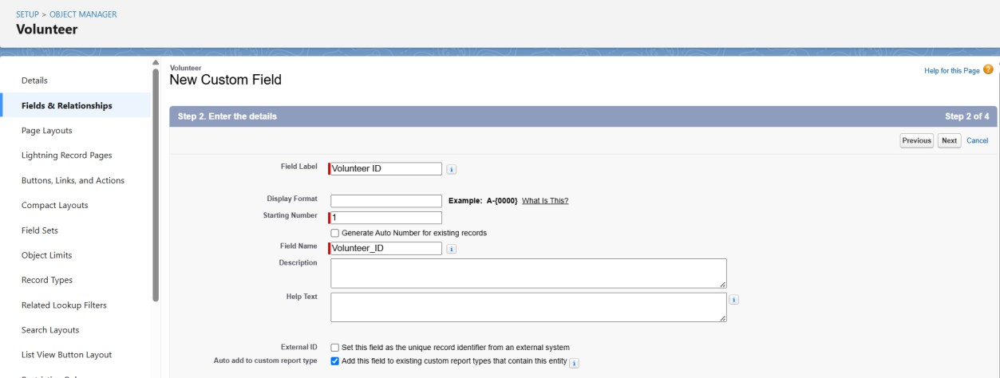 SETUP > OBJECT MANAGER
Volunteer
Details
Fields & Relationships
Page Layouts
Lightning Record Pages
Buttons, Links, and Actions
Compact Layouts
Field Sets
Object Limits
Record Types
Related Lookup Filters
Search Layouts
List View Button Layout
Volunteer
New Custom Field
Help for this Page ?
Step 2. Enter the details Step 2 of 4
Previous Next Cancel
Field Label Volunteer ID i
Display Format Example: A-{0000} What Is This?
Starting Number 1
Generate Auto Number for existing records
Field Name Volunteer_ID i
Description
Help Text i
External ID Set this field as the unique record identifier from an external system
Auto add to custom report type Add this field to existing custom report types that contain this entity i